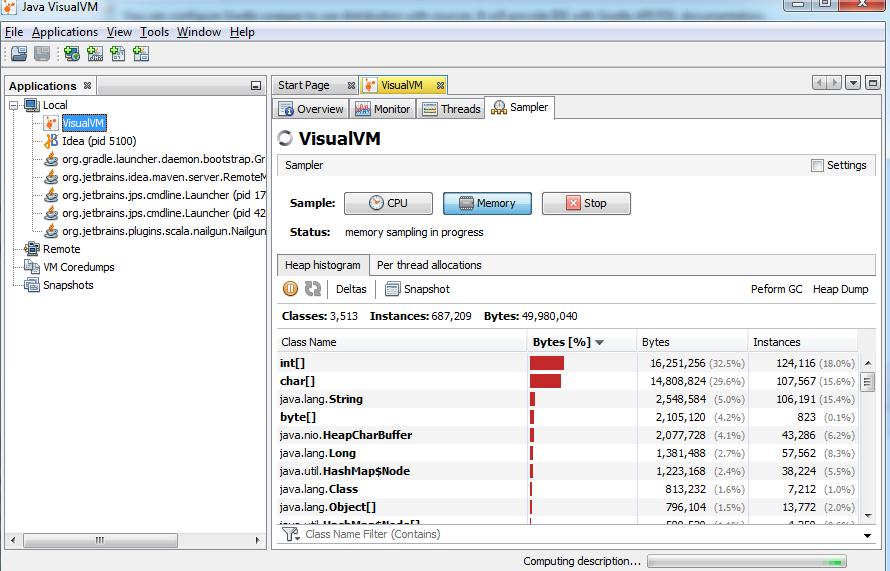 Java VisualVM
File Applications View Tools Window Help
Applications
Local
VisualVM
Idea (pid 5100)
org.gradle.launcher.daemon.bootstrap.Gr
org.jetbrains.idea.maven.server.RemoteM
org.jetbrains.jps.cmdline.Launcher (pid 17
org.jetbrains.jps.cmdline.Launcher (pid 42
org.jetbrains.plugins.scala.nailgun.Nailgun
Remote
VM Coredumps
Snapshots
Start Page VisualVM
Overview Monitor Threads Sampler
VisualVM
Sampler Settings
Sample: CPU Memory Stop
Status: memory sampling in progress
Heap histogram Per thread allocations
Deltas Snapshot Peform GC Heap Dump
Classes: 3,513 Instances: 687,209 Bytes: 49,980,040
Class Name Bytes [%] Bytes Instances
int[] 16,251,256 (32.5%) 124,116 (18.0%)
char[] 14,808,824 (29.6%) 107,567 (15.6%)
java.lang.String 2,548,584 (5.0%) 106,191 (15.4%)
byte[] 2,105,120 (4.2%) 823 (0.1%)
java.nio.HeapCharBuffer 2,077,728 (4.1%) 43,286 (6.2%)
java.lang.Long 1,381,488 (2.7%) 57,562 (8.3%)
java.util.HashMap$Node 1,223,168 (2.4%) 38,224 (5.5%)
java.lang.Class 813,232 (1.6%) 7,212 (1.0%)
java.lang.Object[] 796,104 (1.5%) 13,772 (2.0%)
java.util.HashMap$Node[]
Class Name Filter (Contains)
Computing description...